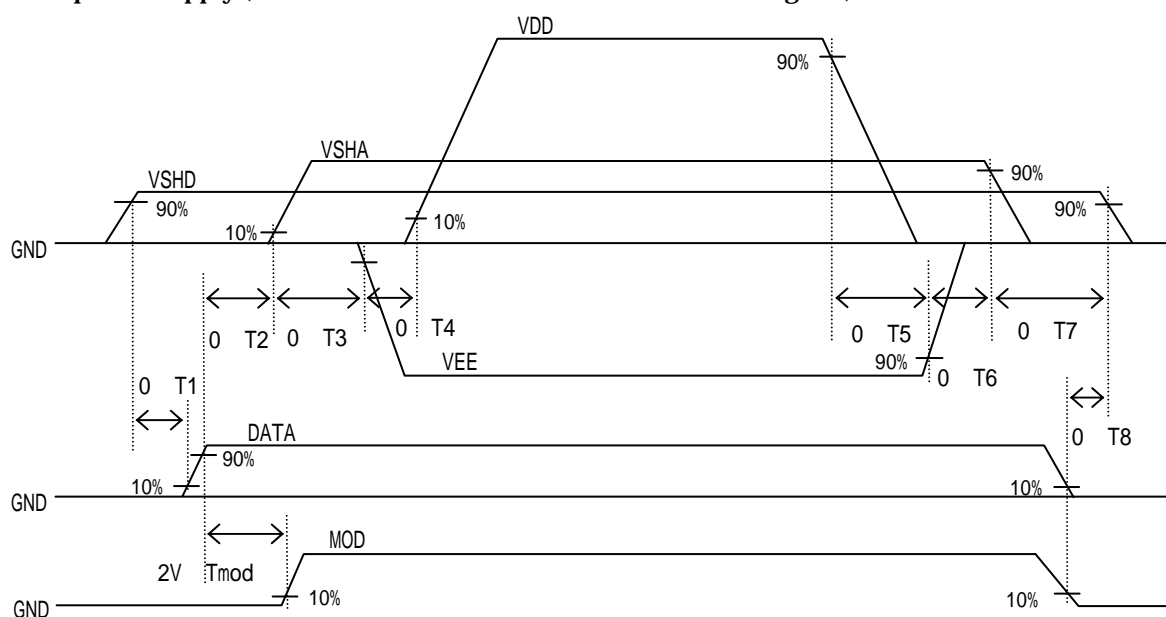 VDD
90%
VSHA
VSHD
90%
90%
10%
10%
90%
GND
0 T2
0 T3
0 T4
0 T5
0 T7
VEE
90%
0 T6
0 T1
DATA
0 T8
90%
10%
10%
GND
MOD
2V Tmod
10%
10%
GND